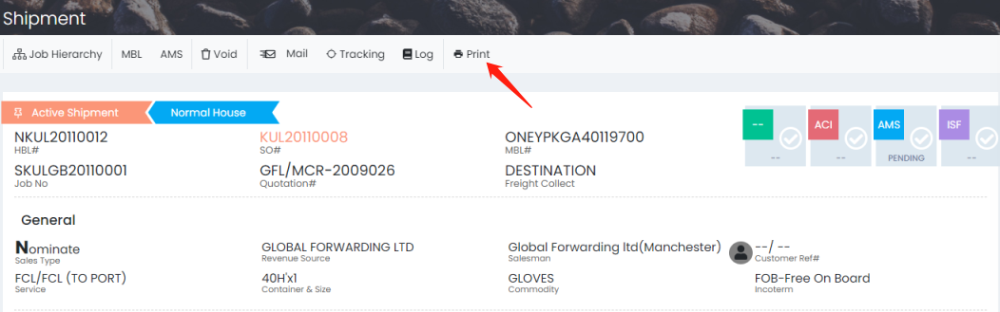 Shipment
Job Hierarchy MBL AMS Void Mail Tracking Log Print
Active Shipment Normal House
NKUL20110012 KUL20110008 ONEYPKGA40119700
HBL# SO# MBL#
-- ACI AMS ISF
-- -- PENDING --
SKULGB20110001 GFL/MCR-2009026 DESTINATION
Job No Quotation# Freight Collect
General
Nominate GLOBAL FORWARDING LTD Global Forwarding ltd(Manchester) --/ --
Sales Type Revenue Source Salesman Customer Ref#
FCL/FCL (TO PORT) 40H'x1 GLOVES FOB-Free On Board
Service Container & Size Commodity Incoterm